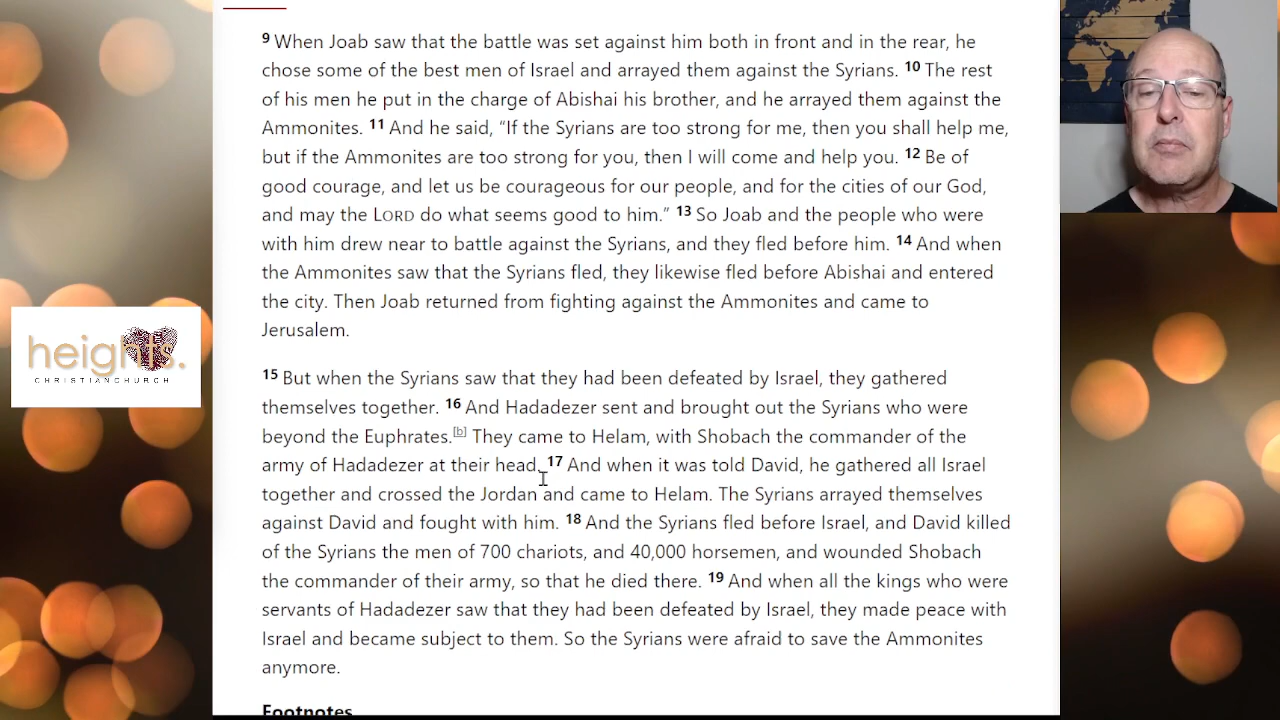 9 When Joab saw that the battle was set against him both in front and in the rear, he
chose some of the best men of Israel and arrayed them against the Syrians. 10 The rest
of his men he put in the charge of Abishai his brother, and he arrayed them against the
Ammonites. 11 And he said, “If the Syrians are too strong for me, then you shall help me,
but if the Ammonites are too strong for you, then I will come and help you. 12 Be of
good courage, and let us be courageous for our people, and for the cities of our God,
and may the LORD do what seems good to him.” 13 So Joab and the people who were
with him drew near to battle against the Syrians, and they fled before him. 14 And when
the Ammonites saw that the Syrians fled, they likewise fled before Abishai and entered
the city. Then Joab returned from fighting against the Ammonites and came to
Jerusalem.
15 But when the Syrians saw that they had been defeated by Israel, they gathered
themselves together. 16 And Hadadezer sent and brought out the Syrians who were
beyond the Euphrates.[b] They came to Helam, with Shobach the commander of the
army of Hadadezer at their head. 17 And when it was told David, he gathered all Israel
together and crossed the Jordan and came to Helam. The Syrians arrayed themselves
against David and fought with him. 18 And the Syrians fled before Israel, and David killed
of the Syrians the men of 700 chariots, and 40,000 horsemen, and wounded Shobach
the commander of their army, so that he died there. 19 And when all the kings who were
servants of Hadadezer saw that they had been defeated by Israel, they made peace with
Israel and became subject to them. So the Syrians were afraid to save the Ammonites
anymore.
Footnotes
heights.
CHRISTIANCHURCH